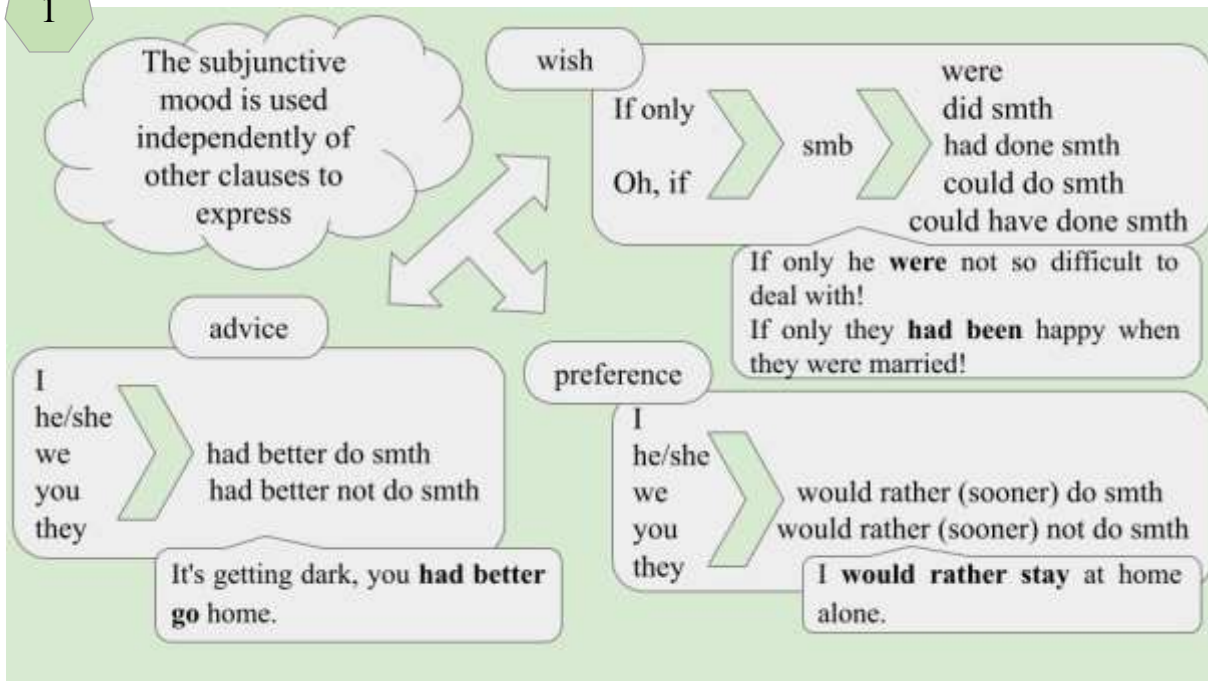 1
The subjunctive
mood is used
independently of
other clauses to
express
wish
If only
Oh, if
smb
were
did smth
had done smth
could do smth
could have done smth
If only he were not so difficult to
deal with!
If only they had been happy when
they were married!
advice
I
he/she
we
you
they
had better do smth
had better not do smth
It's getting dark, you had better
go home.
preference
I
he/she
we
you
they
would rather (sooner) do smth
would rather (sooner) not do smth
I would rather stay at home
alone.